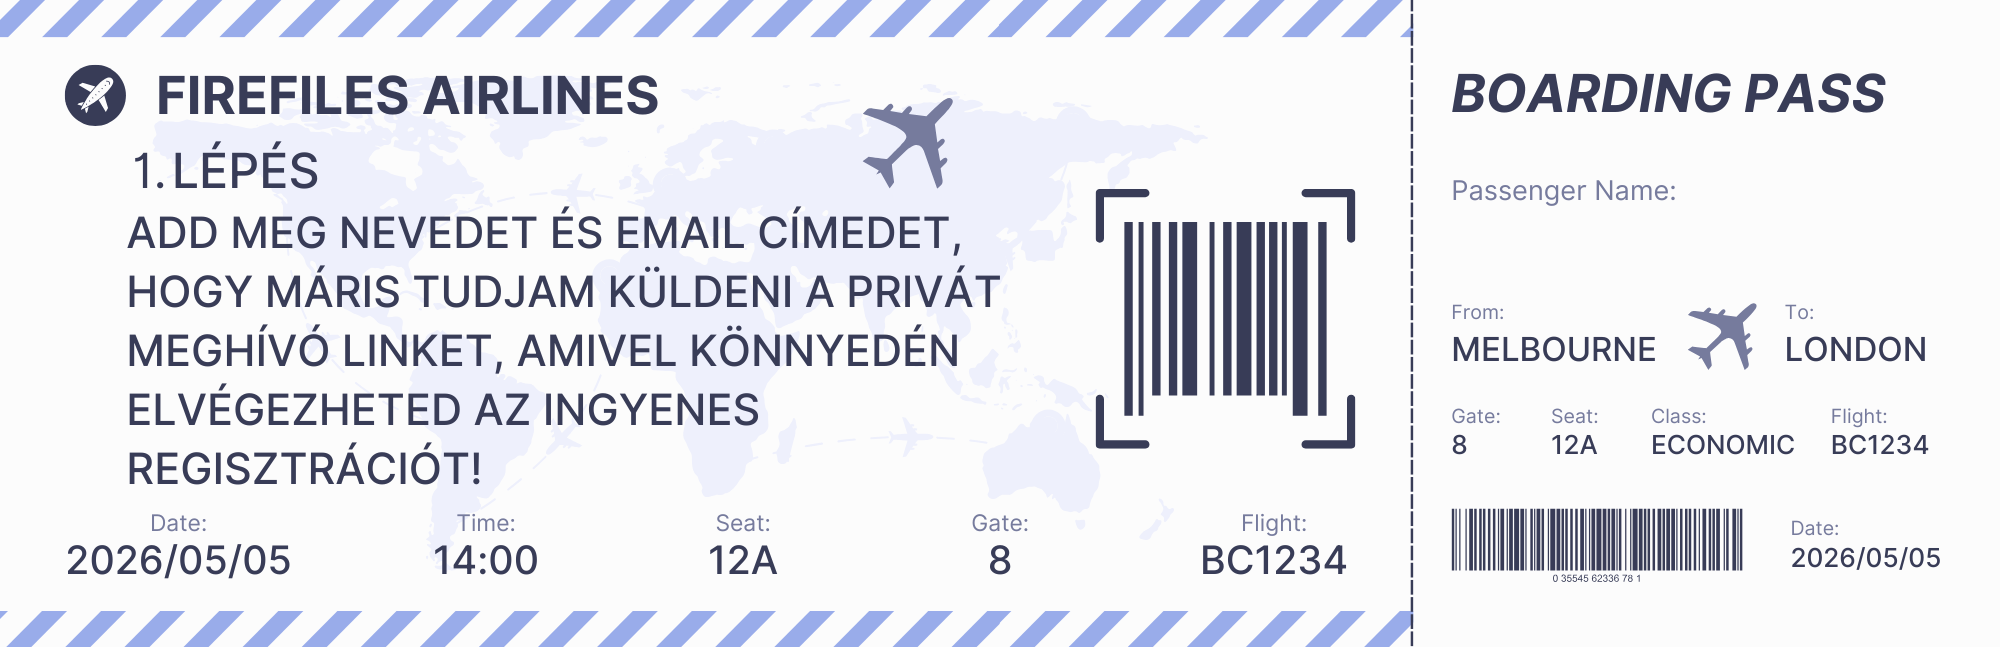 FIREFILES AIRLINES
1. LÉPÉS
ADD MEG NEVEDET ÉS EMAIL CÍMEDET,
HOGY MÁRIS TUDJAM KÜLDENI A PRIVÁT
MEGHÍVÓ LINKET, AMIVEL KÖNNYEDÉN
ELVÉGEZHETED AZ INGYENES
REGISZTRÁCIÓT!
Date: Time: Seat: Gate: Flight:
2026/05/05 14:00 12A 8 BC1234
BOARDING PASS
Passenger Name:
From: To:
MELBOURNE LONDON
Gate: Seat: Class: Flight:
8 12A ECONOMIC BC1234
Date:
2026/05/05
0 35545 62336 78 1